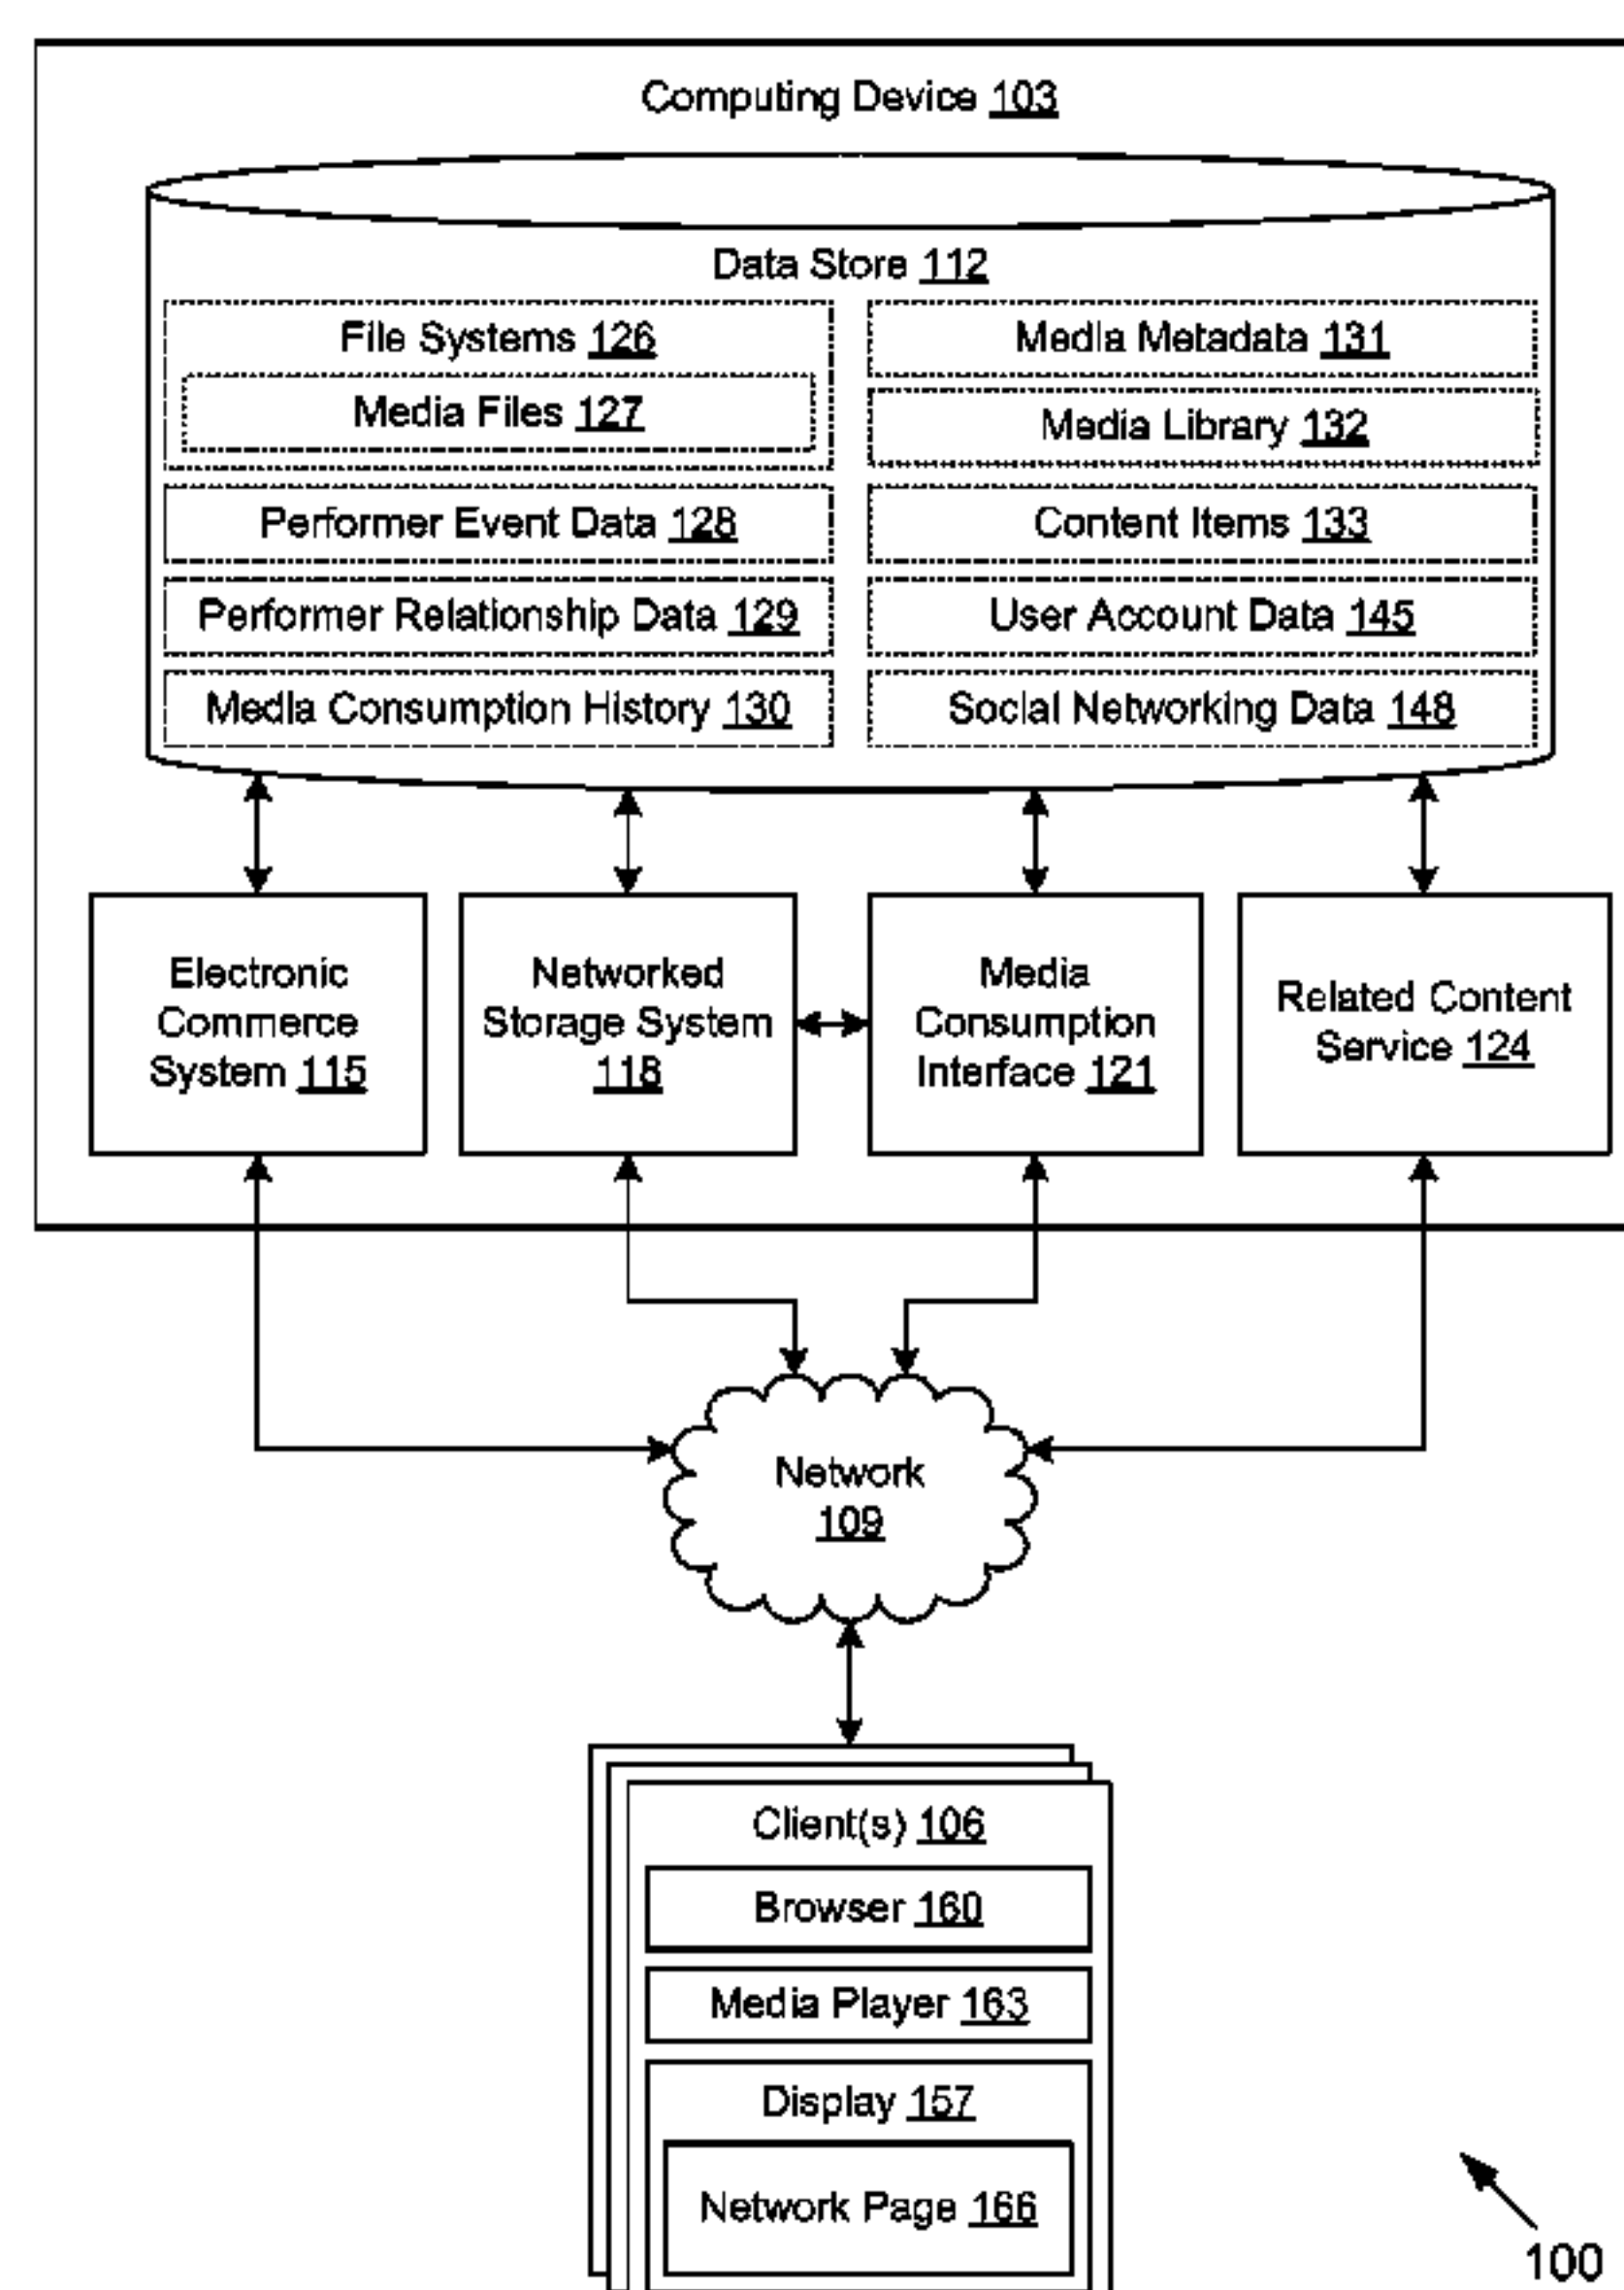 Computing Device 103
Data Store 112
File Systems 126
Media Files 127
Performer Event Data 128
Performer Relationship Data 129
Media Consumption History 130
Media Metadata 131
Media Library 132
Content Items 133
User Account Data 145
Social Networking Data 148
Electronic
Commerce
System 115
Networked
Storage System
118
Media
Consumption
Interface 121
Related Content
Service 124
Network
109
Client(s) 106
Browser 160
Media Player 163
Display 157
Network Page 166
100